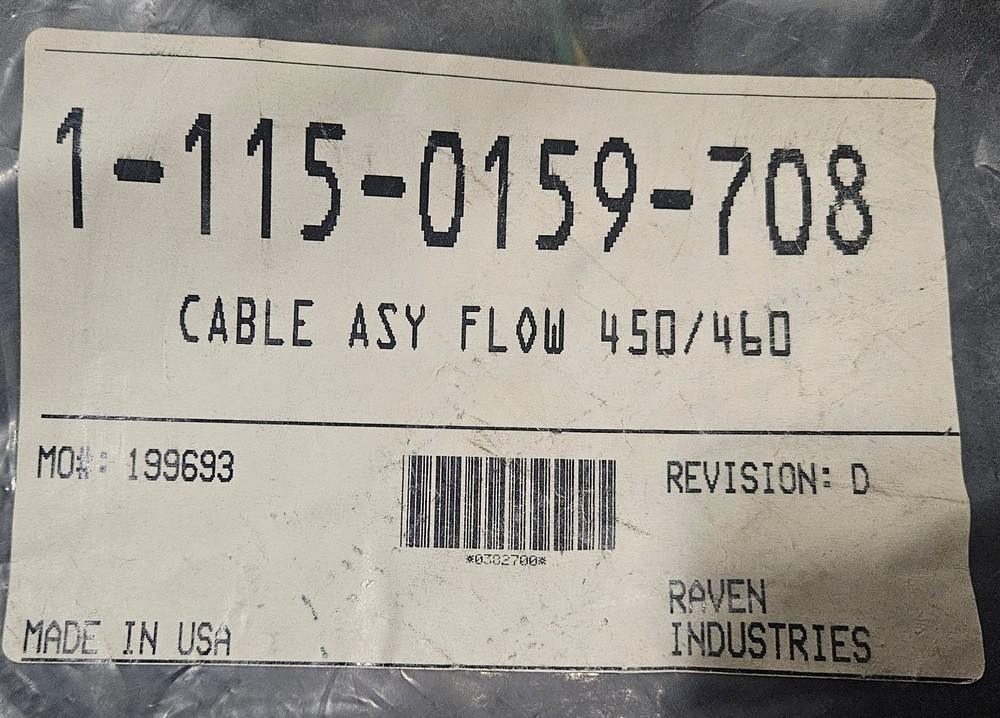 1-115-0159-708
CABLE ASY FLOW 450/460
MO#: 199693
REVISION: D
*0382700*
RAVEN
INDUSTRIES
MADE IN USA